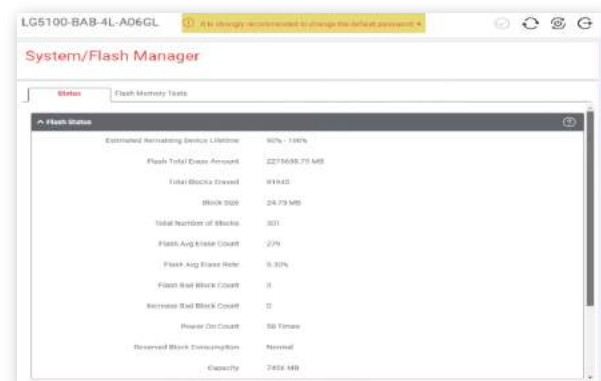 LG5100-BAB-4L-A06GL
It is strongly recommended to change the default password
System/Flash Manager
Status Flash Memory Tests
Flash Status
Estimated Remaining Device Lifetime 90% - 100%
Flash Total Erase Amount 2275638.75 MB
Total Blocks Erased 91945
Block Size 24.75 MB
Total Number of Blocks 301
Flash Avg Erase Count 279
Flash Avg Erase Rate 9.30%
Flash Bad Block Count
Increase Bad Block Count 0
Power On Count 58 Times
Reserved Block Consumption Normal
Capacity 7456 MB